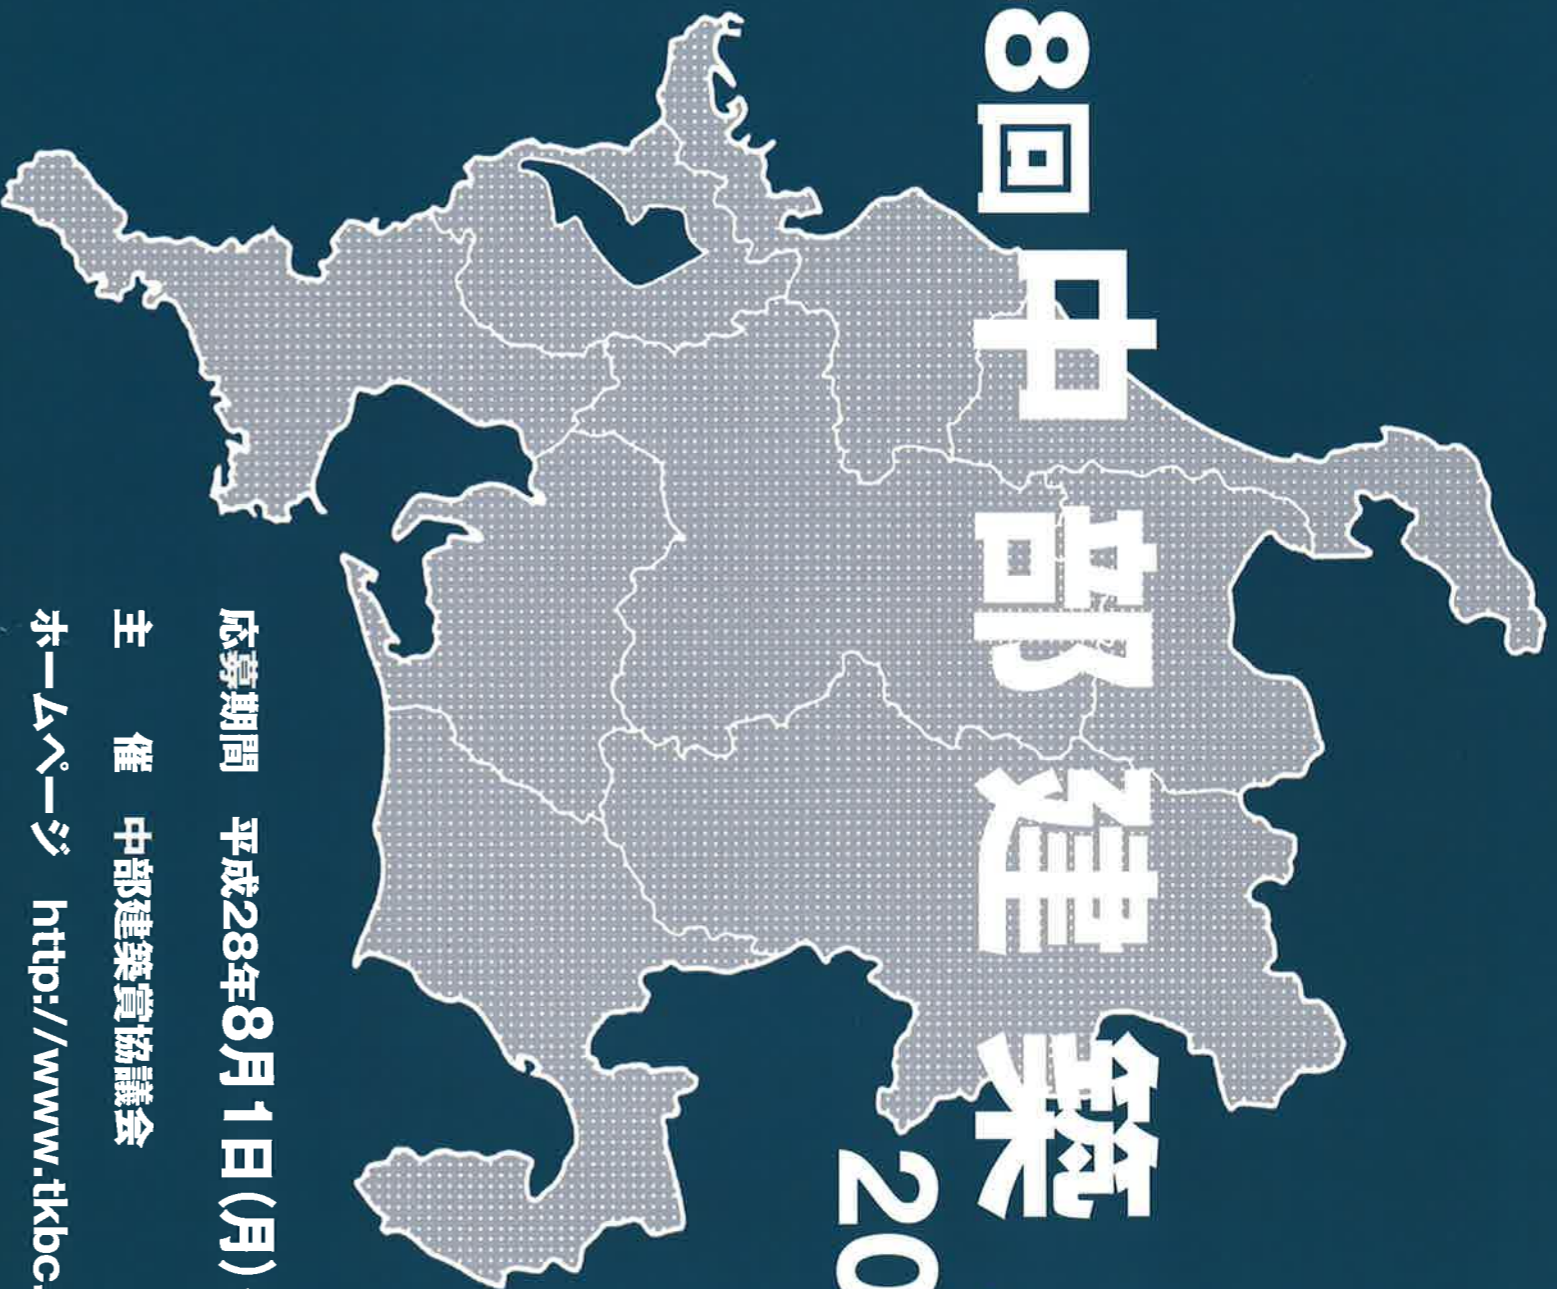 8回中部建築
20
応募期間 平成28年8月1日(月)
主 催 中部建築賞協議会
ホームページ http://www.tkbc.